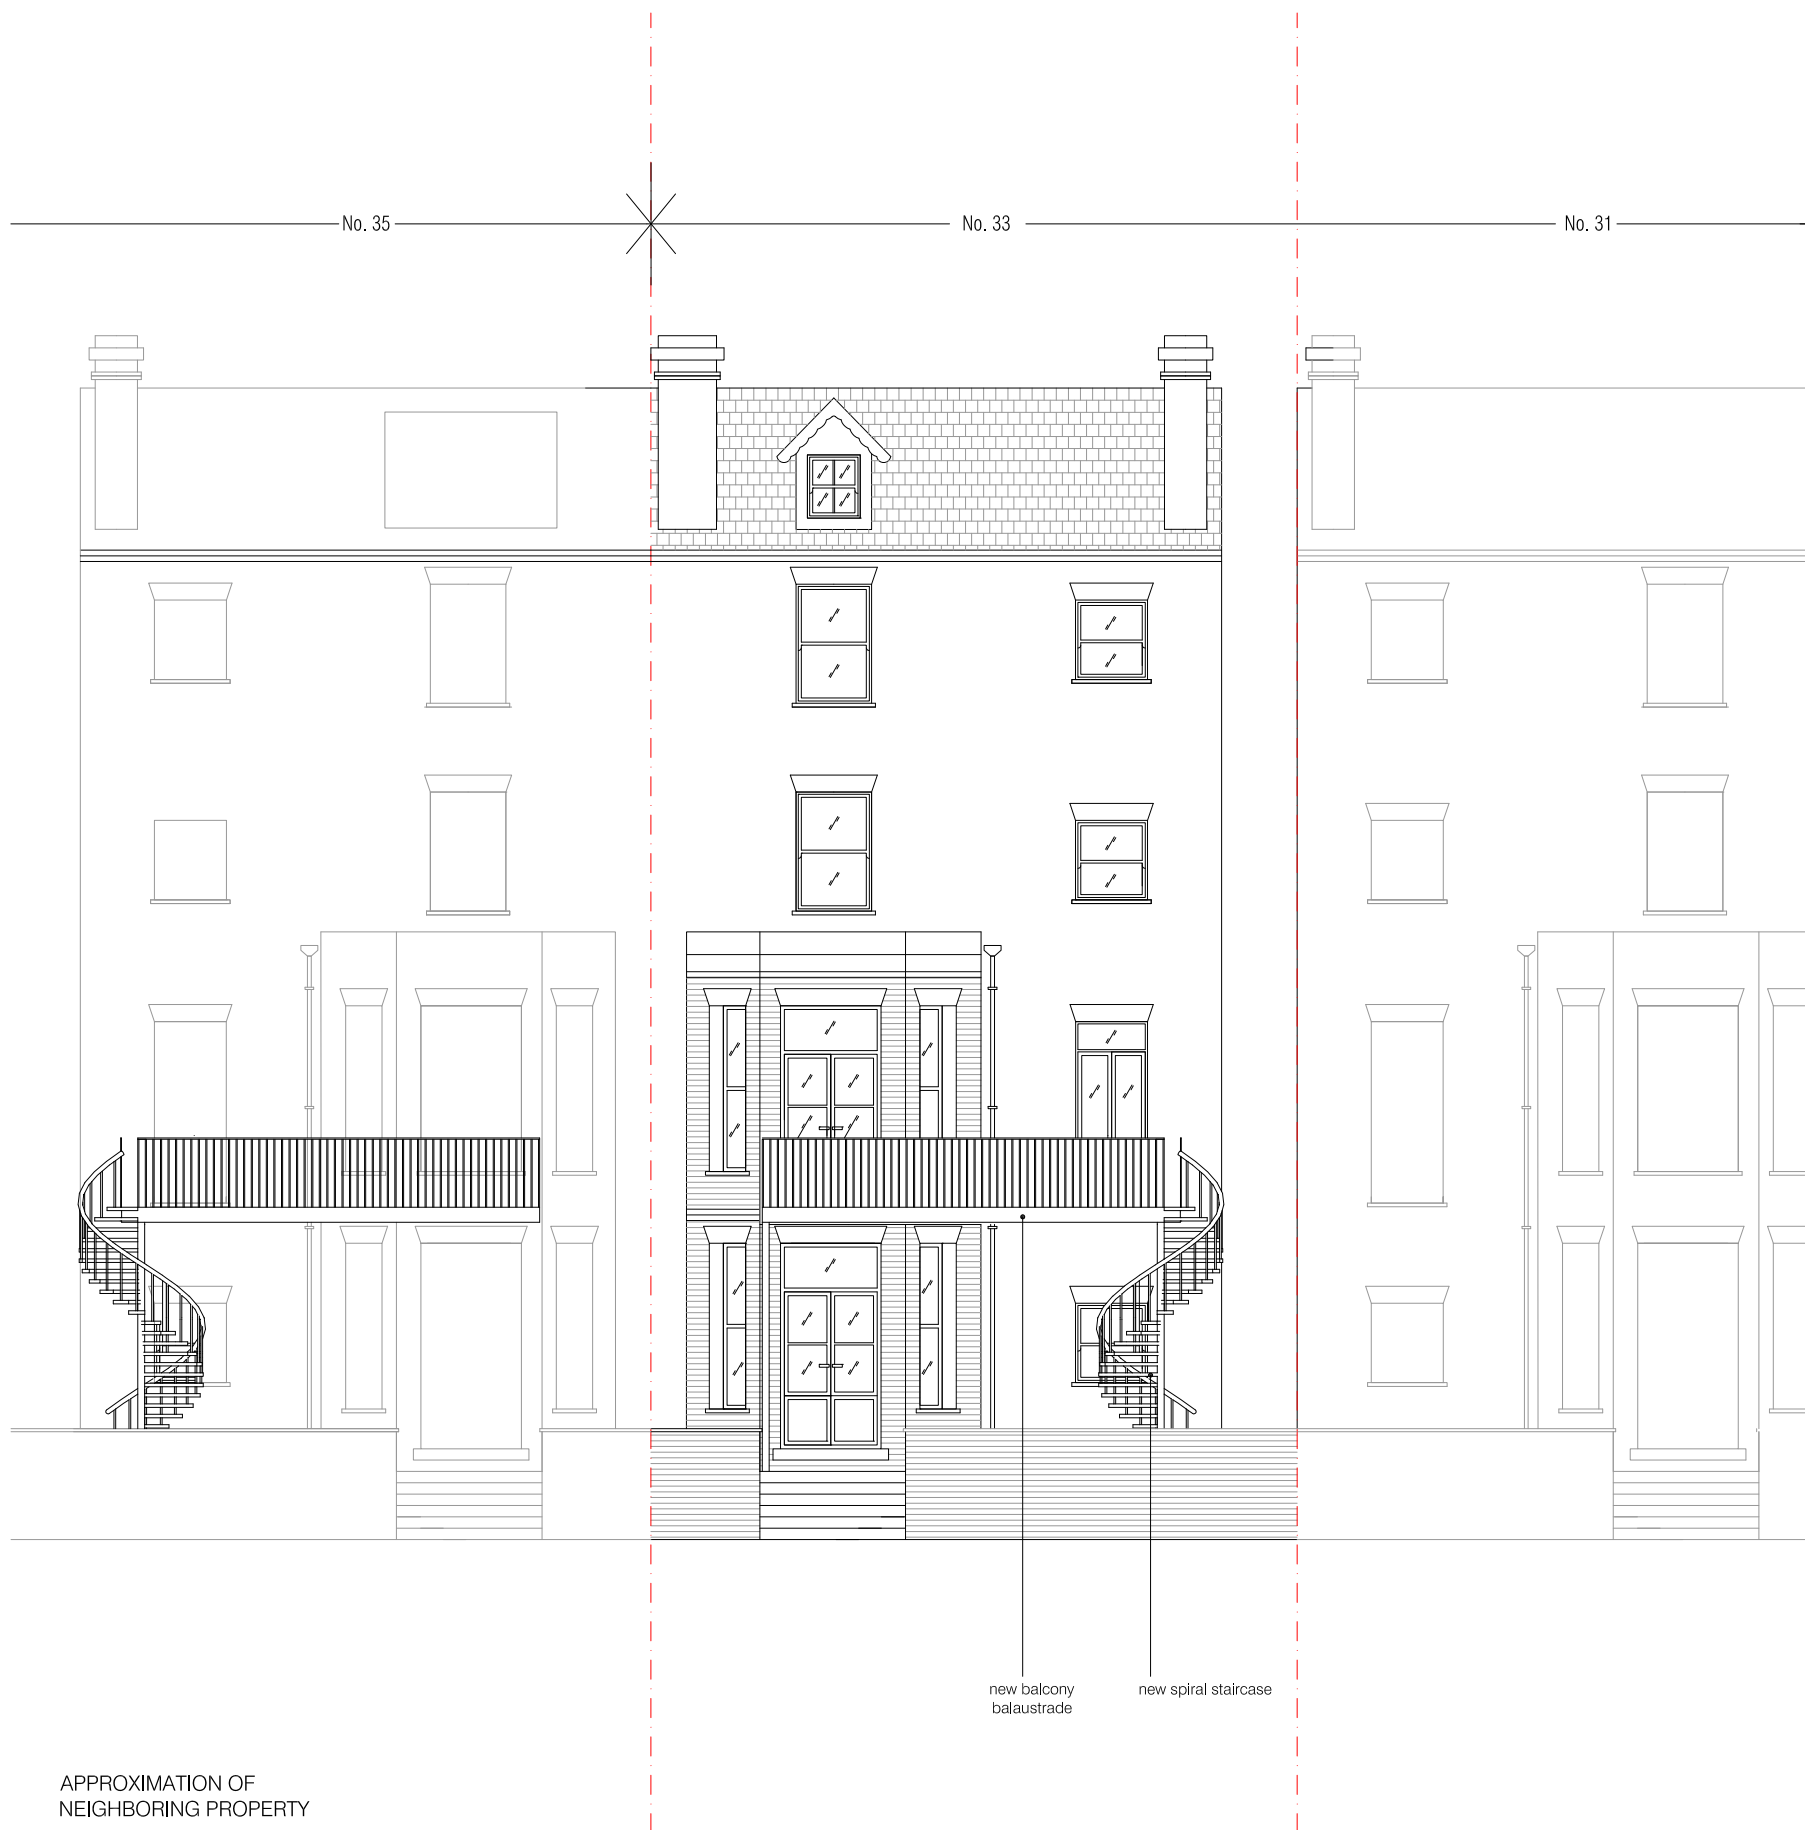 No. 35
No. 33
No. 31
new balcony
balaustrade
new spiral staircase
APPROXIMATION OF
NEIGHBORING PROPERTY